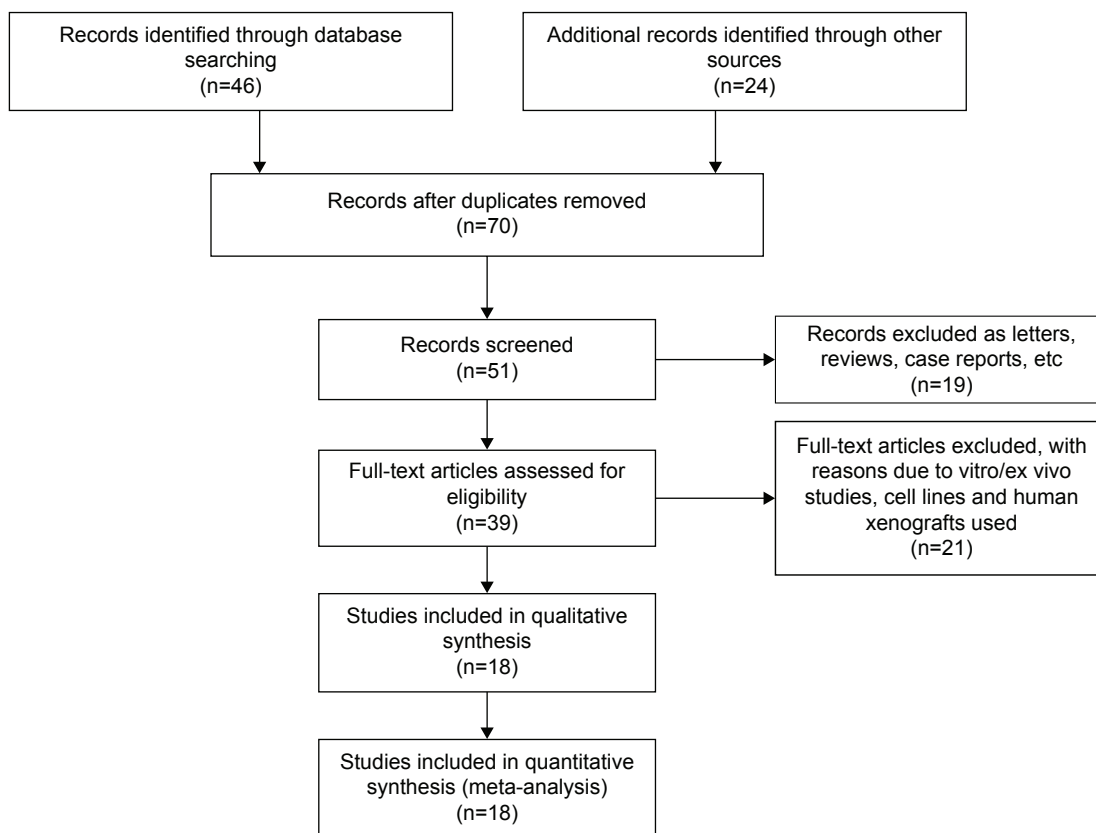 Records identified through database
searching
(n=46)
Additional records identified through other
sources
(n=24)
Records after duplicates removed
(n=70)
Records screened
(n=51)
Records excluded as letters,
reviews, case reports, etc
(n=19)
Full-text articles assessed for
eligibility
(n=39)
Full-text articles excluded, with
reasons due to vitro/ex vivo
studies, cell lines and human
xenografts used
(n=21)
Studies included in qualitative
synthesis
(n=18)
Studies included in quantitative
synthesis (meta-analysis)
(n=18)